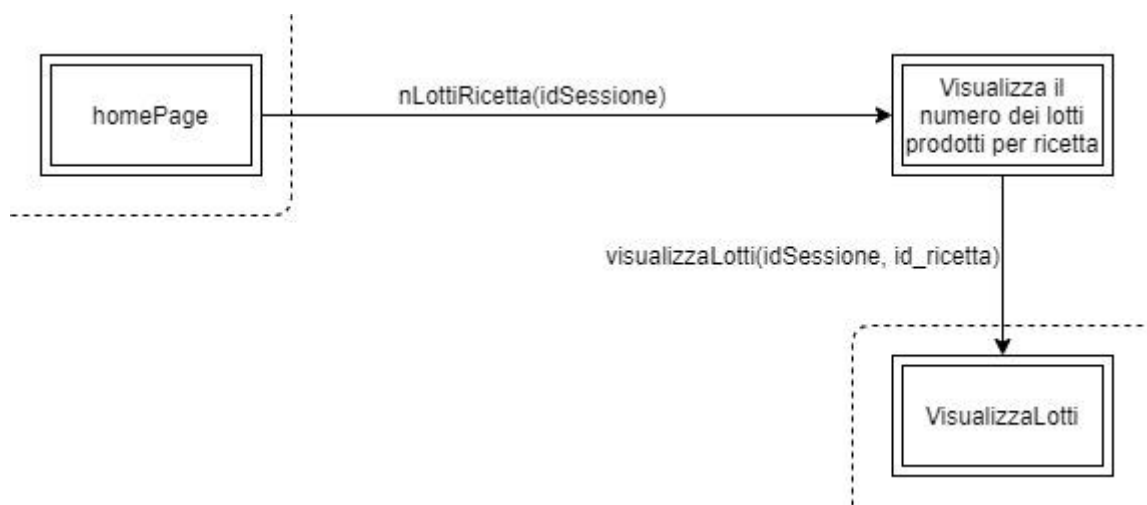 homePage
nLottiRicetta(idSessione)
Visualizza il
numero dei lotti
prodotti per ricetta
visualizzaLotti(idSessione, id_ricetta)
VisualizzaLotti